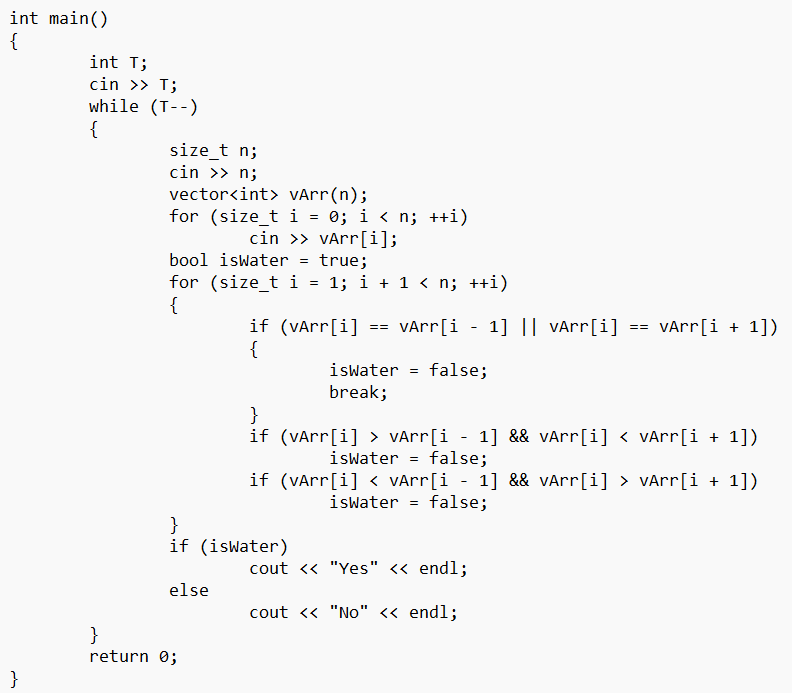 int main()
{
        int T;
        cin >> T;
        while (T--)
        {
                size_t n;
                cin >> n;
                vector<int> vArr(n);
                for (size_t i = 0; i < n; ++i)
                        cin >> vArr[i];
                bool isWater = true;
                for (size_t i = 1; i + 1 < n; ++i)
                {
                        if (vArr[i] == vArr[i - 1] || vArr[i] == vArr[i + 1])
                        {
                                isWater = false;
                                break;
                        }
                        if (vArr[i] > vArr[i - 1] && vArr[i] < vArr[i + 1])
                                isWater = false;
                        if (vArr[i] < vArr[i - 1] && vArr[i] > vArr[i + 1])
                                isWater = false;
                }
                if (isWater)
                        cout << "Yes" << endl;
                else
                        cout << "No" << endl;
        }
        return 0;
}